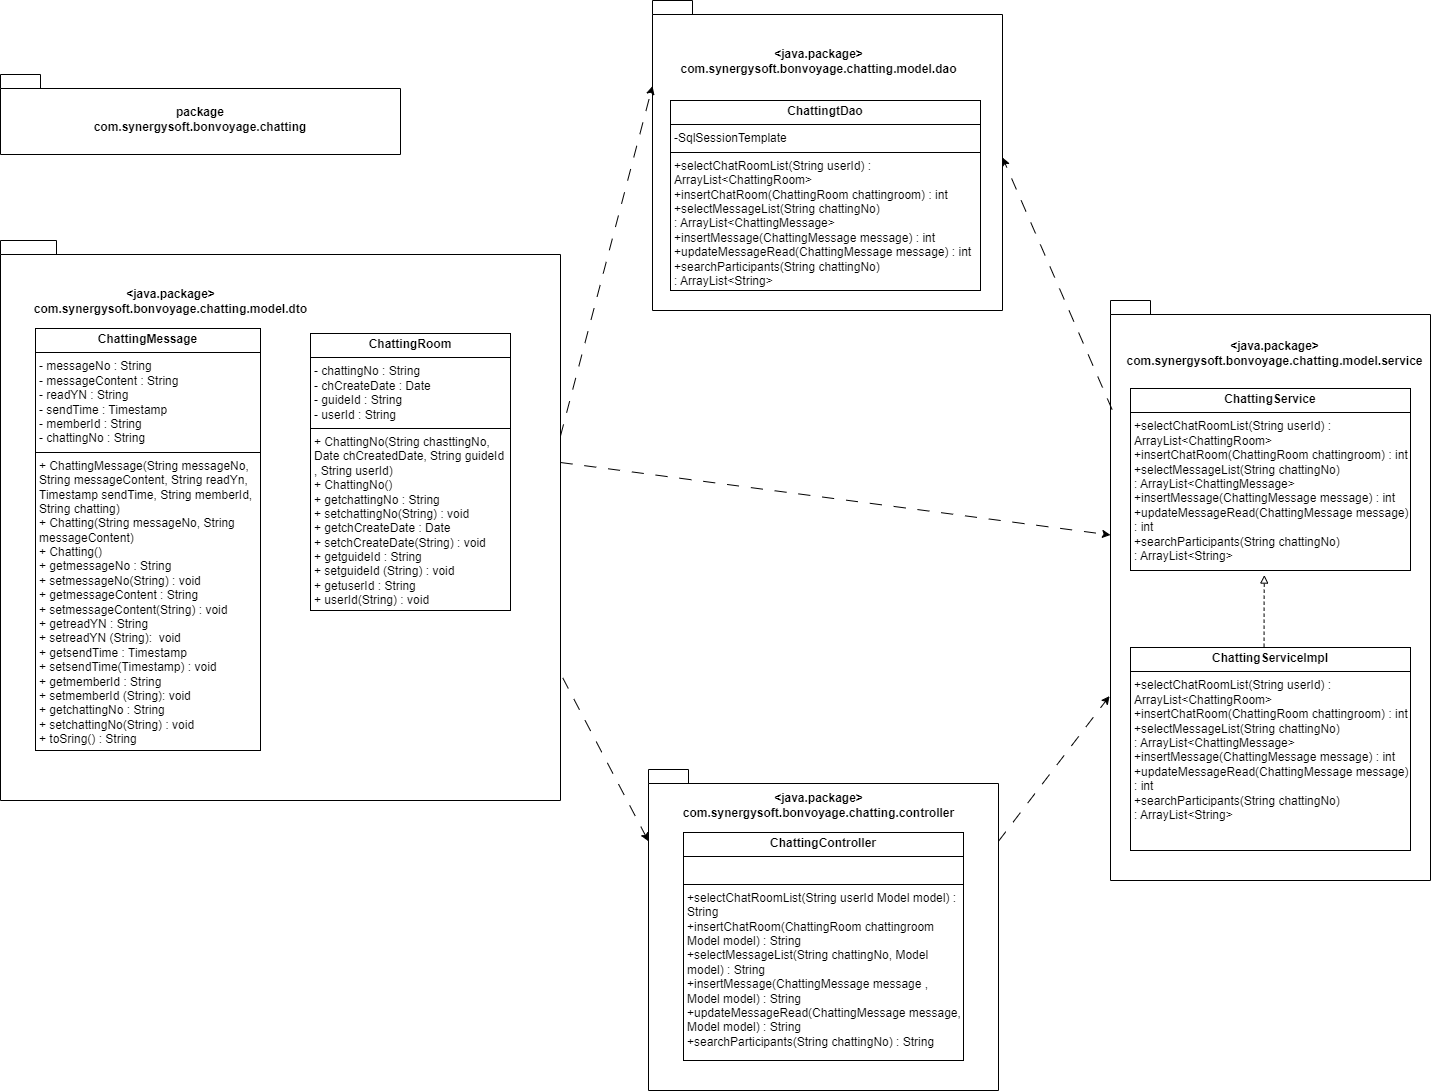 package
com.synergysoft.bonvoyage.chatting
<java.package>
com.synergysoft.bonvoyage.chatting.model.dto
ChattingMessage
- messageNo : String
- messageContent : String
- readYN : String
- sendTime : Timestamp
- memberId : String
- chattingNo : String
+ ChattingMessage(String messageNo,
String messageContent, String readYn,
Timestamp sendTime, String memberId,
String chatting)
+ Chatting(String messageNo, String
messageContent)
+ Chatting()
+ getmessageNo : String
+ setmessageNo(String) : void
+ getmessageContent : String
+ setmessageContent(String) : void
+ getreadYN : String
+ setreadYN (String):  void
+ getsendTime : Timestamp
+ setsendTime(Timestamp) : void
+ getmemberId : String
+ setmemberId (String): void
+ getchattingNo : String
+ setchattingNo(String) : void
+ toSring() : String
ChattingRoom
- chattingNo : String
- chCreateDate : Date
- guideId : String
- userId : String
+ ChattingNo(String chasttingNo,
Date chCreatedDate, String guideId
, String userId)
+ ChattingNo()
+ getchattingNo : String
+ setchattingNo(String) : void
+ getchCreateDate : Date
+ setchCreateDate(String) : void
+ getguideId : String
+ setguideId (String) : void
+ getuserId : String
+ userId(String) : void
<java.package>
com.synergysoft.bonvoyage.chatting.model.dao
ChattingtDao
-SqlSessionTemplate
+selectChatRoomList(String userId) :
ArrayList<ChattingRoom>
+insertChatRoom(ChattingRoom chattingroom) : int
+selectMessageList(String chattingNo)
: ArrayList<ChattingMessage>
+insertMessage(ChattingMessage message) : int
+updateMessageRead(ChattingMessage message) : int
+searchParticipants(String chattingNo)
: ArrayList<String>
<java.package>
com.synergysoft.bonvoyage.chatting.model.service
ChattingService
+selectChatRoomList(String userId) :
ArrayList<ChattingRoom>
+insertChatRoom(ChattingRoom chattingroom) : int
+selectMessageList(String chattingNo)
: ArrayList<ChattingMessage>
+insertMessage(ChattingMessage message) : int
+updateMessageRead(ChattingMessage message)
: int
+searchParticipants(String chattingNo)
: ArrayList<String>
ChattingServiceImpl
+selectChatRoomList(String userId) :
ArrayList<ChattingRoom>
+insertChatRoom(ChattingRoom chattingroom) : int
+selectMessageList(String chattingNo)
: ArrayList<ChattingMessage>
+insertMessage(ChattingMessage message) : int
+updateMessageRead(ChattingMessage message)
: int
+searchParticipants(String chattingNo)
: ArrayList<String>
<java.package>
com.synergysoft.bonvoyage.chatting.controller
ChattingController
+selectChatRoomList(String userId Model model) :
String
+insertChatRoom(ChattingRoom chattingroom
Model model) : String
+selectMessageList(String chattingNo, Model
model) : String
+insertMessage(ChattingMessage message ,
Model model) : String
+updateMessageRead(ChattingMessage message,
Model model) : String
+searchParticipants(String chattingNo) : String